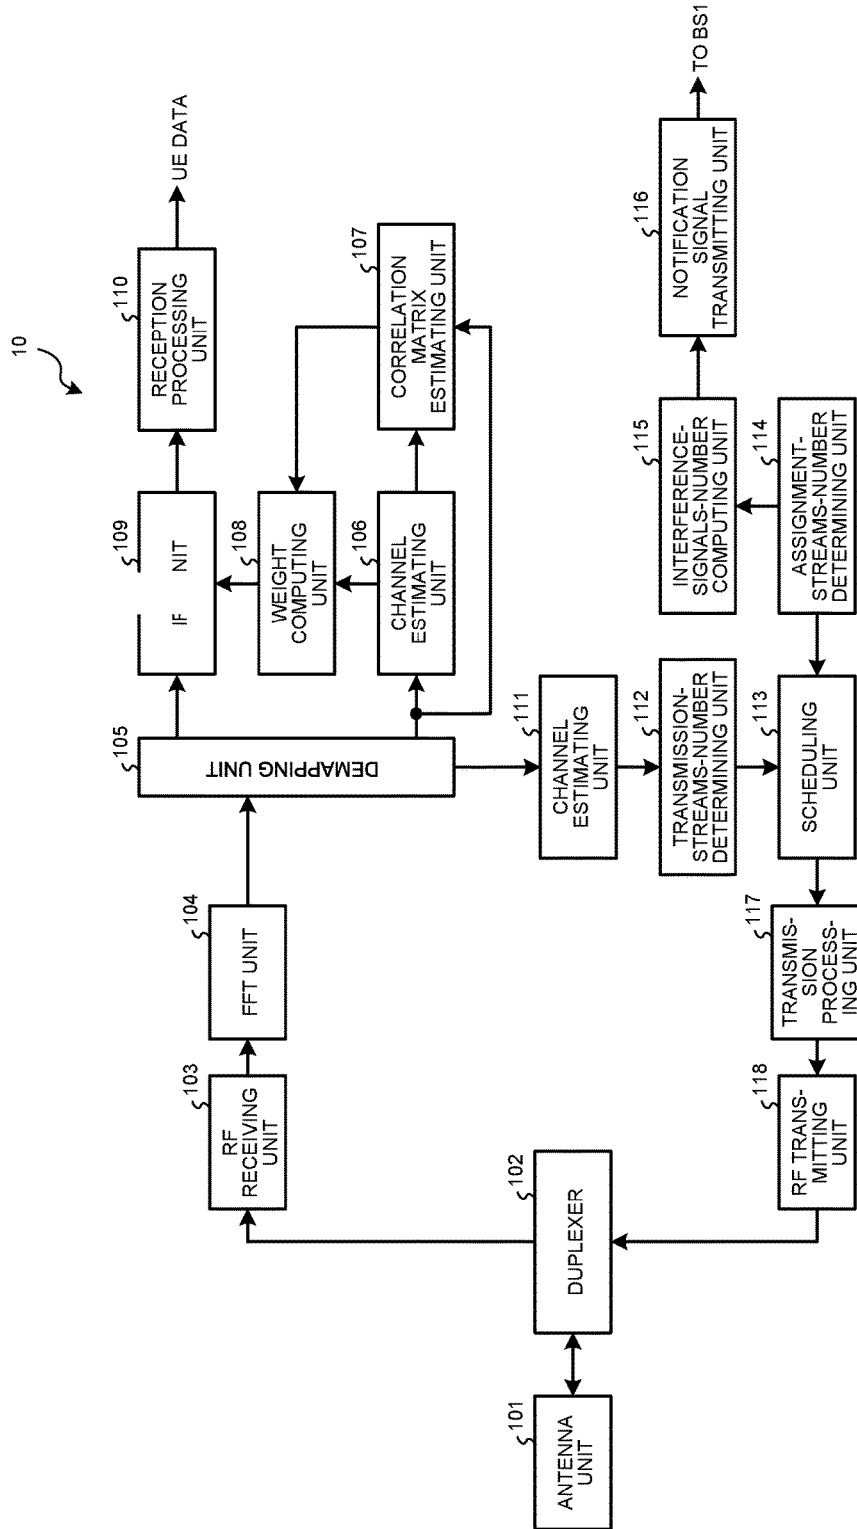 10
101
ANTENNA
UNIT
102
DUPLEXER
103
RF
RECEIVING
UNIT
104
FFT UNIT
105
DEMAPPING UNIT
109
IF NIT
110
RECEPTION
PROCESSING
UNIT
UE DATA
108
WEIGHT
COMPUTING
UNIT
106
CHANNEL
ESTIMATING
UNIT
107
CORRELATION
MATRIX
ESTIMATING UNIT
111
CHANNEL
ESTIMATING
UNIT
112
TRANSMISSION-
STREAMS-NUMBER
DETERMINING UNIT
113
SCHEDULING
UNIT
114
ASSIGNMENT-
STREAMS-NUMBER
DETERMINING UNIT
115
INTERFERENCE-
SIGNALS-NUMBER
COMPUTING UNIT
116
NOTIFICATION
SIGNAL
TRANSMITTING UNIT
TO BS1
117
TRANSMIS-
SION
PROCESS-
ING UNIT
118
RF TRANS-
MITTING
UNIT